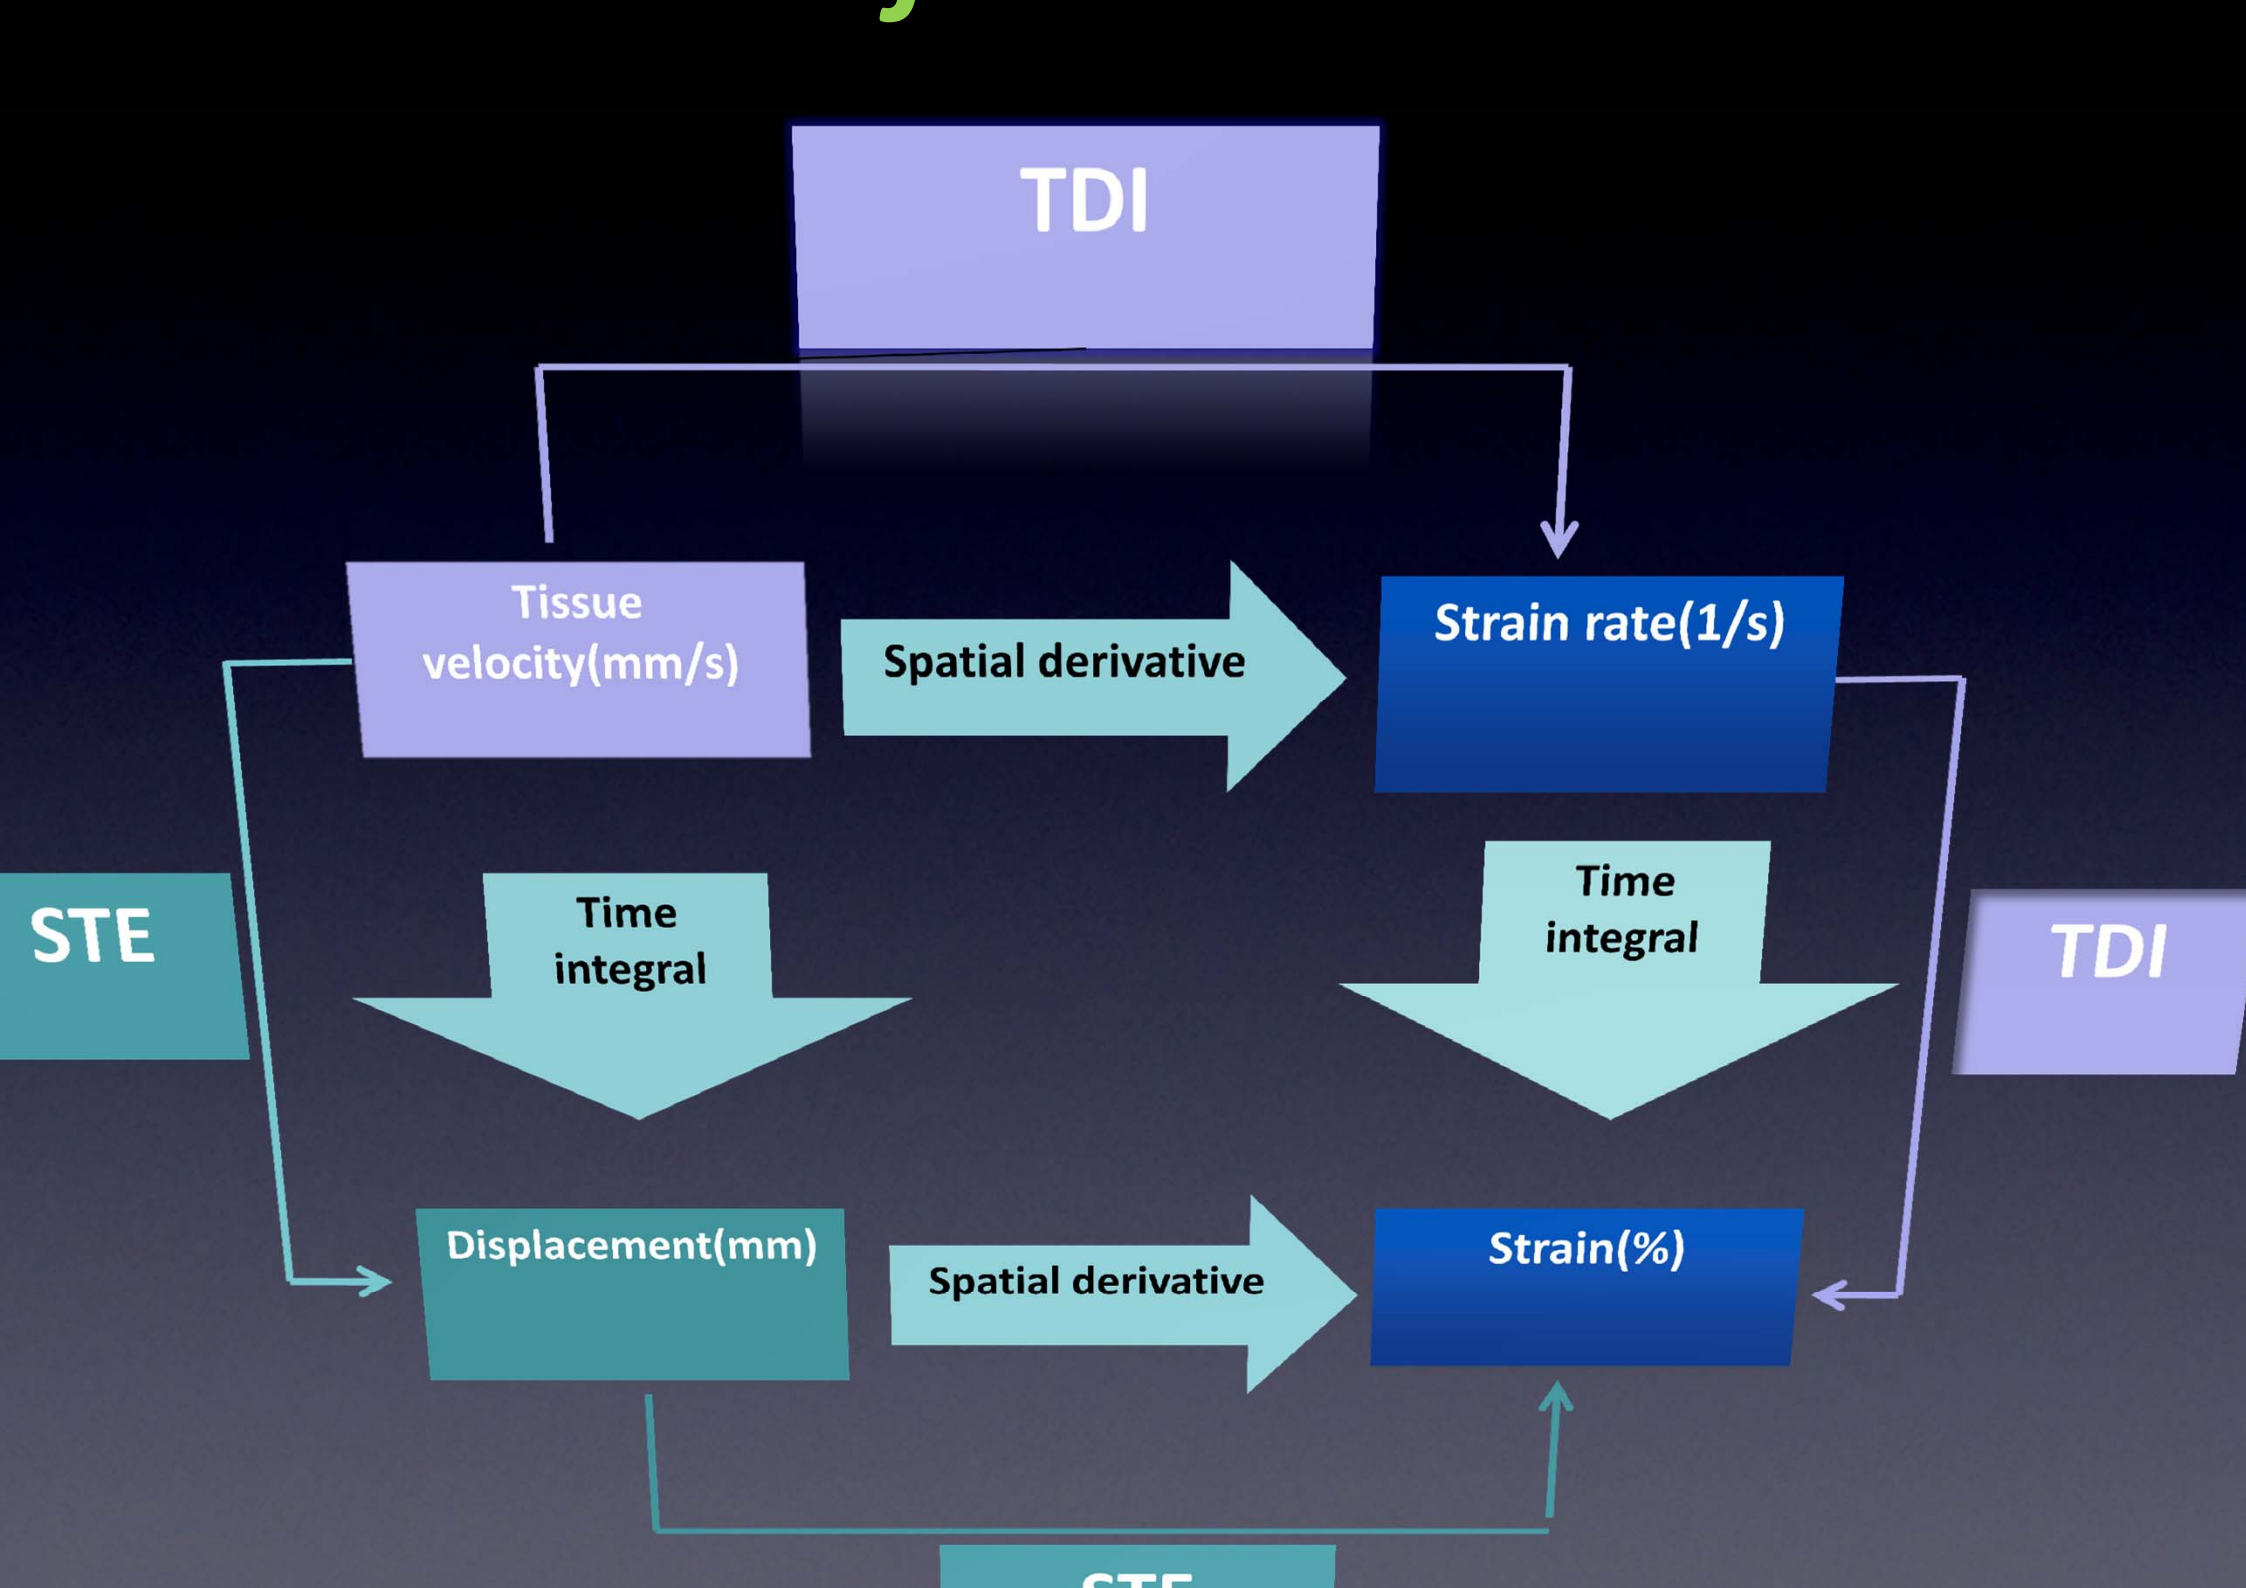 TDI
Tissue
velocity(mm/s)
Spatial derivative
Strain rate(1/s)
STE
Time
integral
Time
integral
TDI
Displacement(mm)
Spatial derivative
Strain(%)
STE